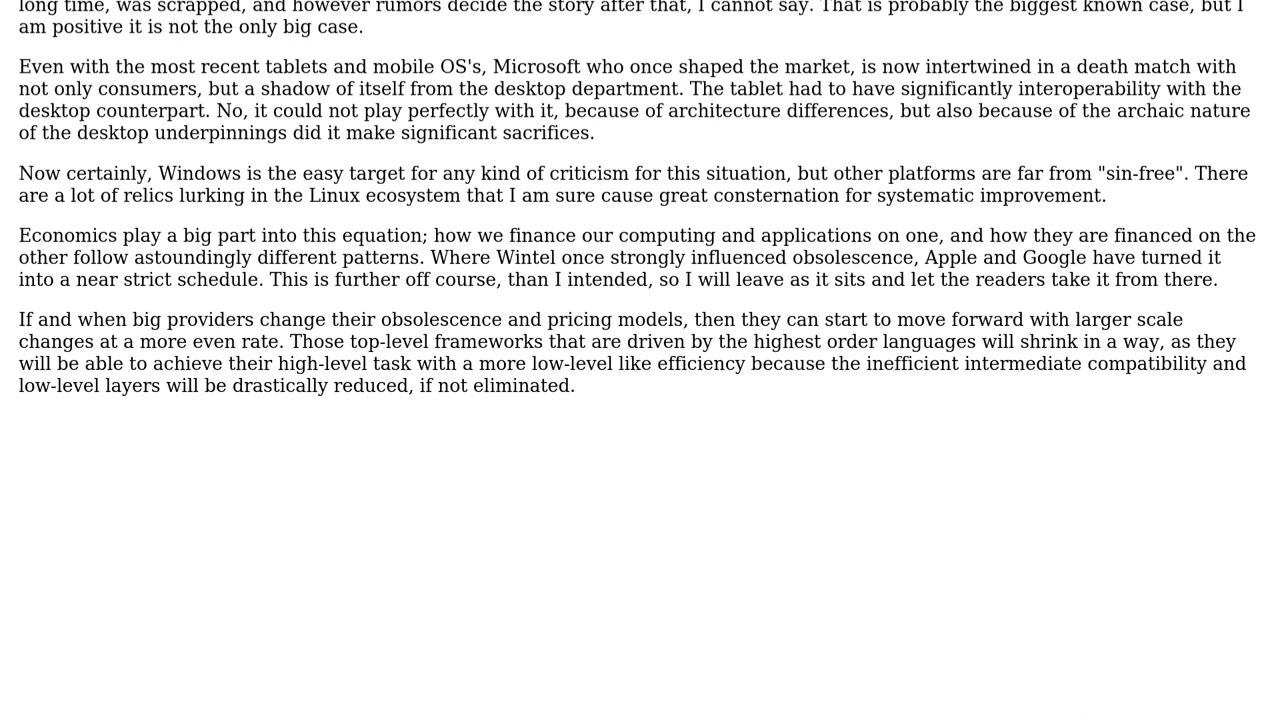 long time, was scrapped, and however rumors decide the story after that, I cannot say. That is probably the biggest known case, but I
am positive it is not the only big case.
Even with the most recent tablets and mobile OS's, Microsoft who once shaped the market, is now intertwined in a death match with
not only consumers, but a shadow of itself from the desktop department. The tablet had to have significantly interoperability with the
desktop counterpart. No, it could not play perfectly with it, because of architecture differences, but also because of the archaic nature
of the desktop underpinnings did it make significant sacrifices.
Now certainly, Windows is the easy target for any kind of criticism for this situation, but other platforms are far from "sin-free". There
are a lot of relics lurking in the Linux ecosystem that I am sure cause great consternation for systematic improvement.
Economics play a big part into this equation; how we finance our computing and applications on one, and how they are financed on the
other follow astoundingly different patterns. Where Wintel once strongly influenced obsolescence, Apple and Google have turned it
into a near strict schedule. This is further off course, than I intended, so I will leave as it sits and let the readers take it from there.
If and when big providers change their obsolescence and pricing models, then they can start to move forward with larger scale
changes at a more even rate. Those top-level frameworks that are driven by the highest order languages will shrink in a way, as they
will be able to achieve their high-level task with a more low-level like efficiency because the inefficient intermediate compatibility and
low-level layers will be drastically reduced, if not eliminated.